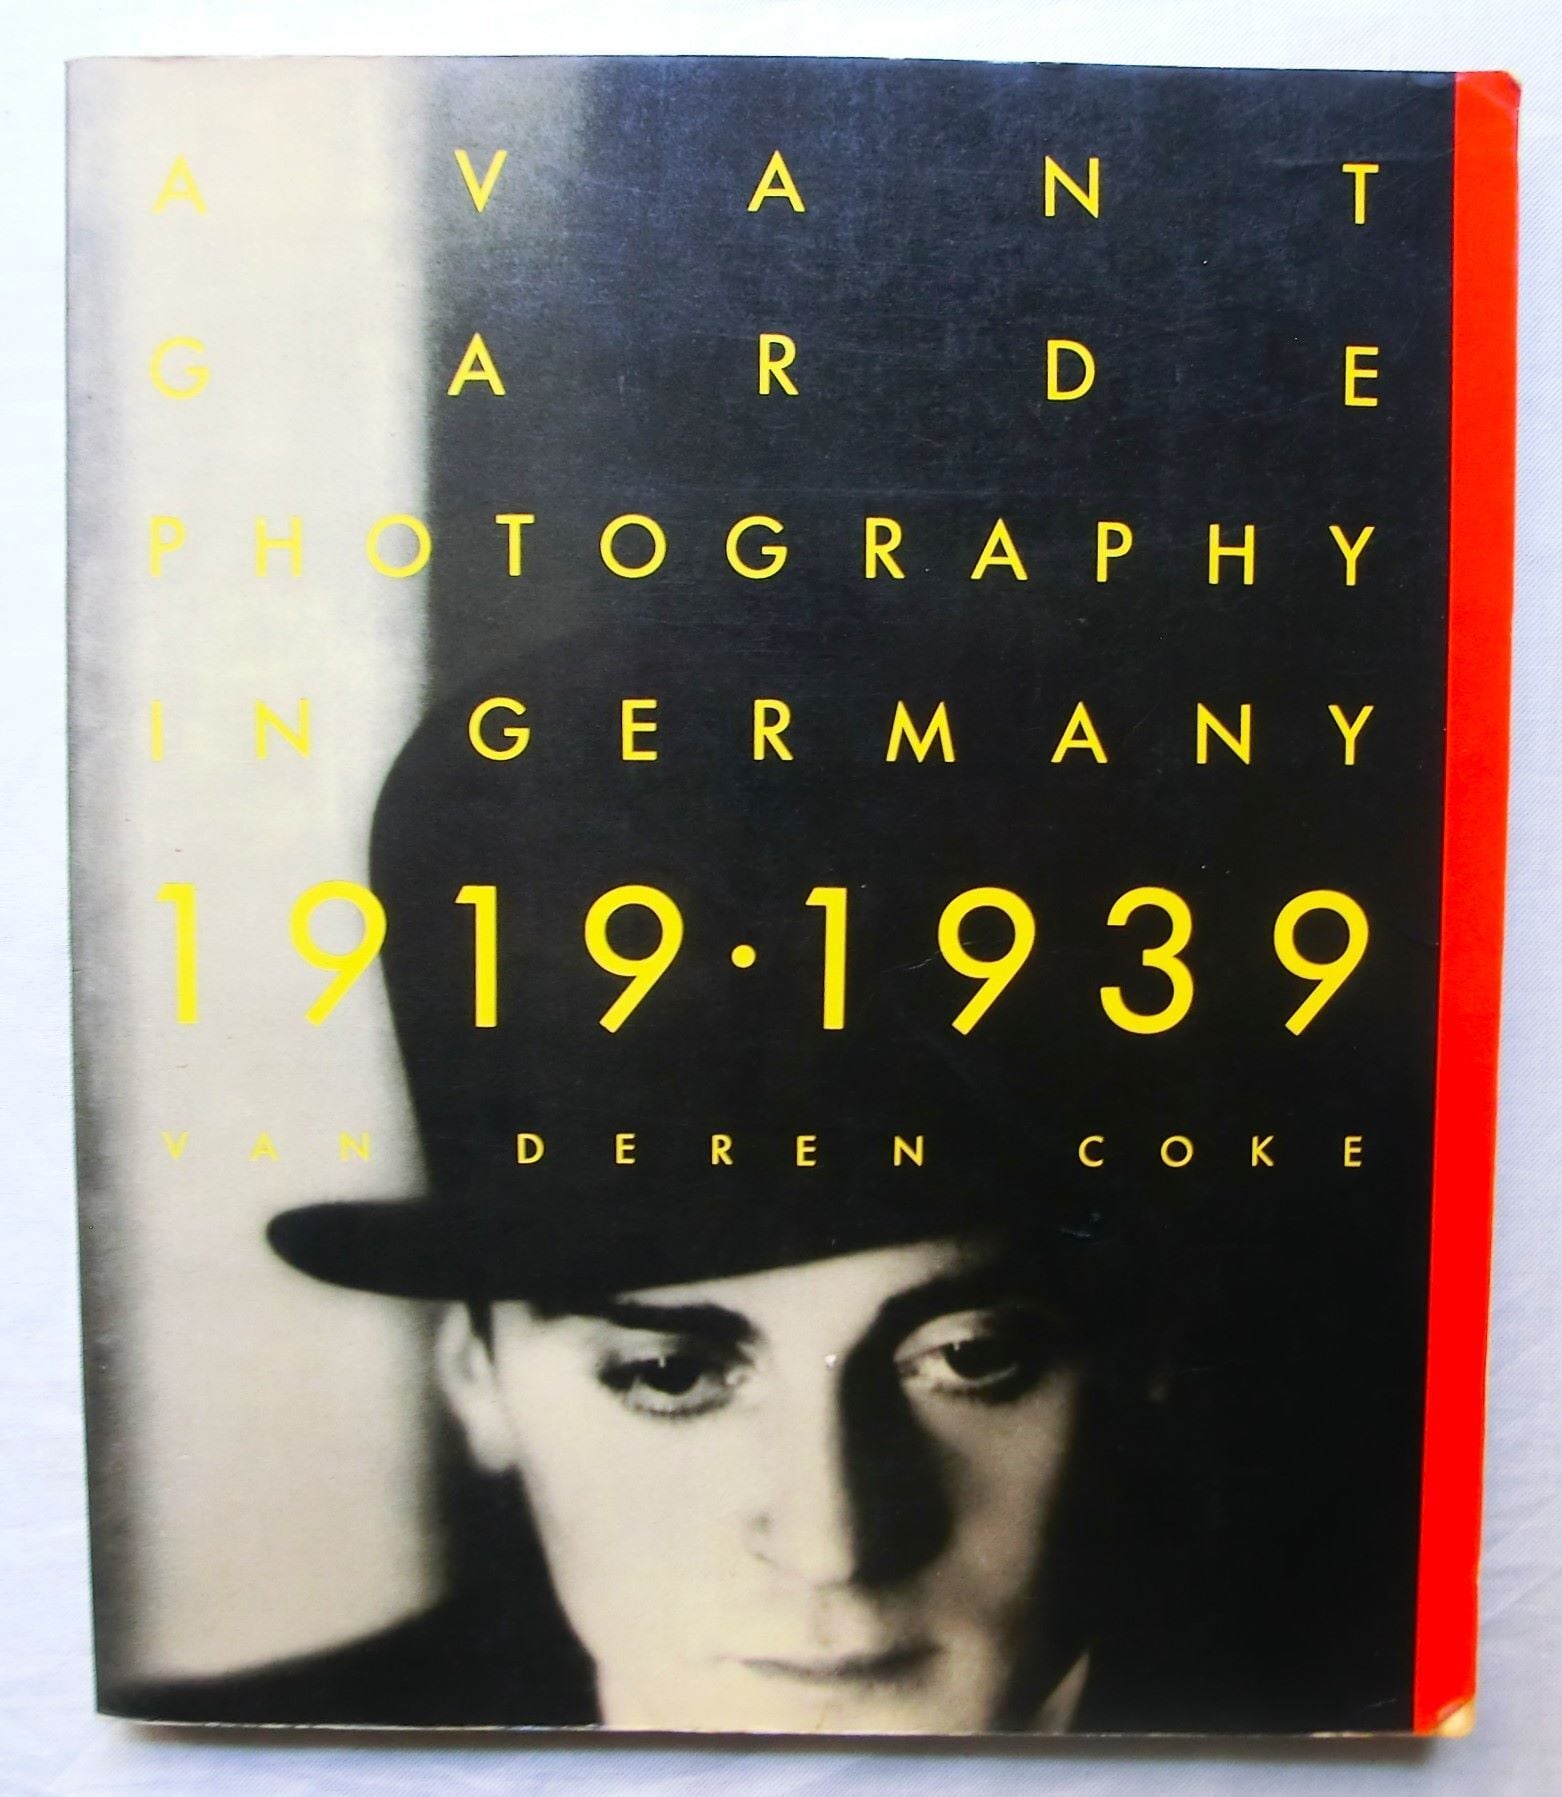 AVANT
GARDE
PHOTOGRAPHY
IN GERMANY
1919·1939
VAN DEREN COKE